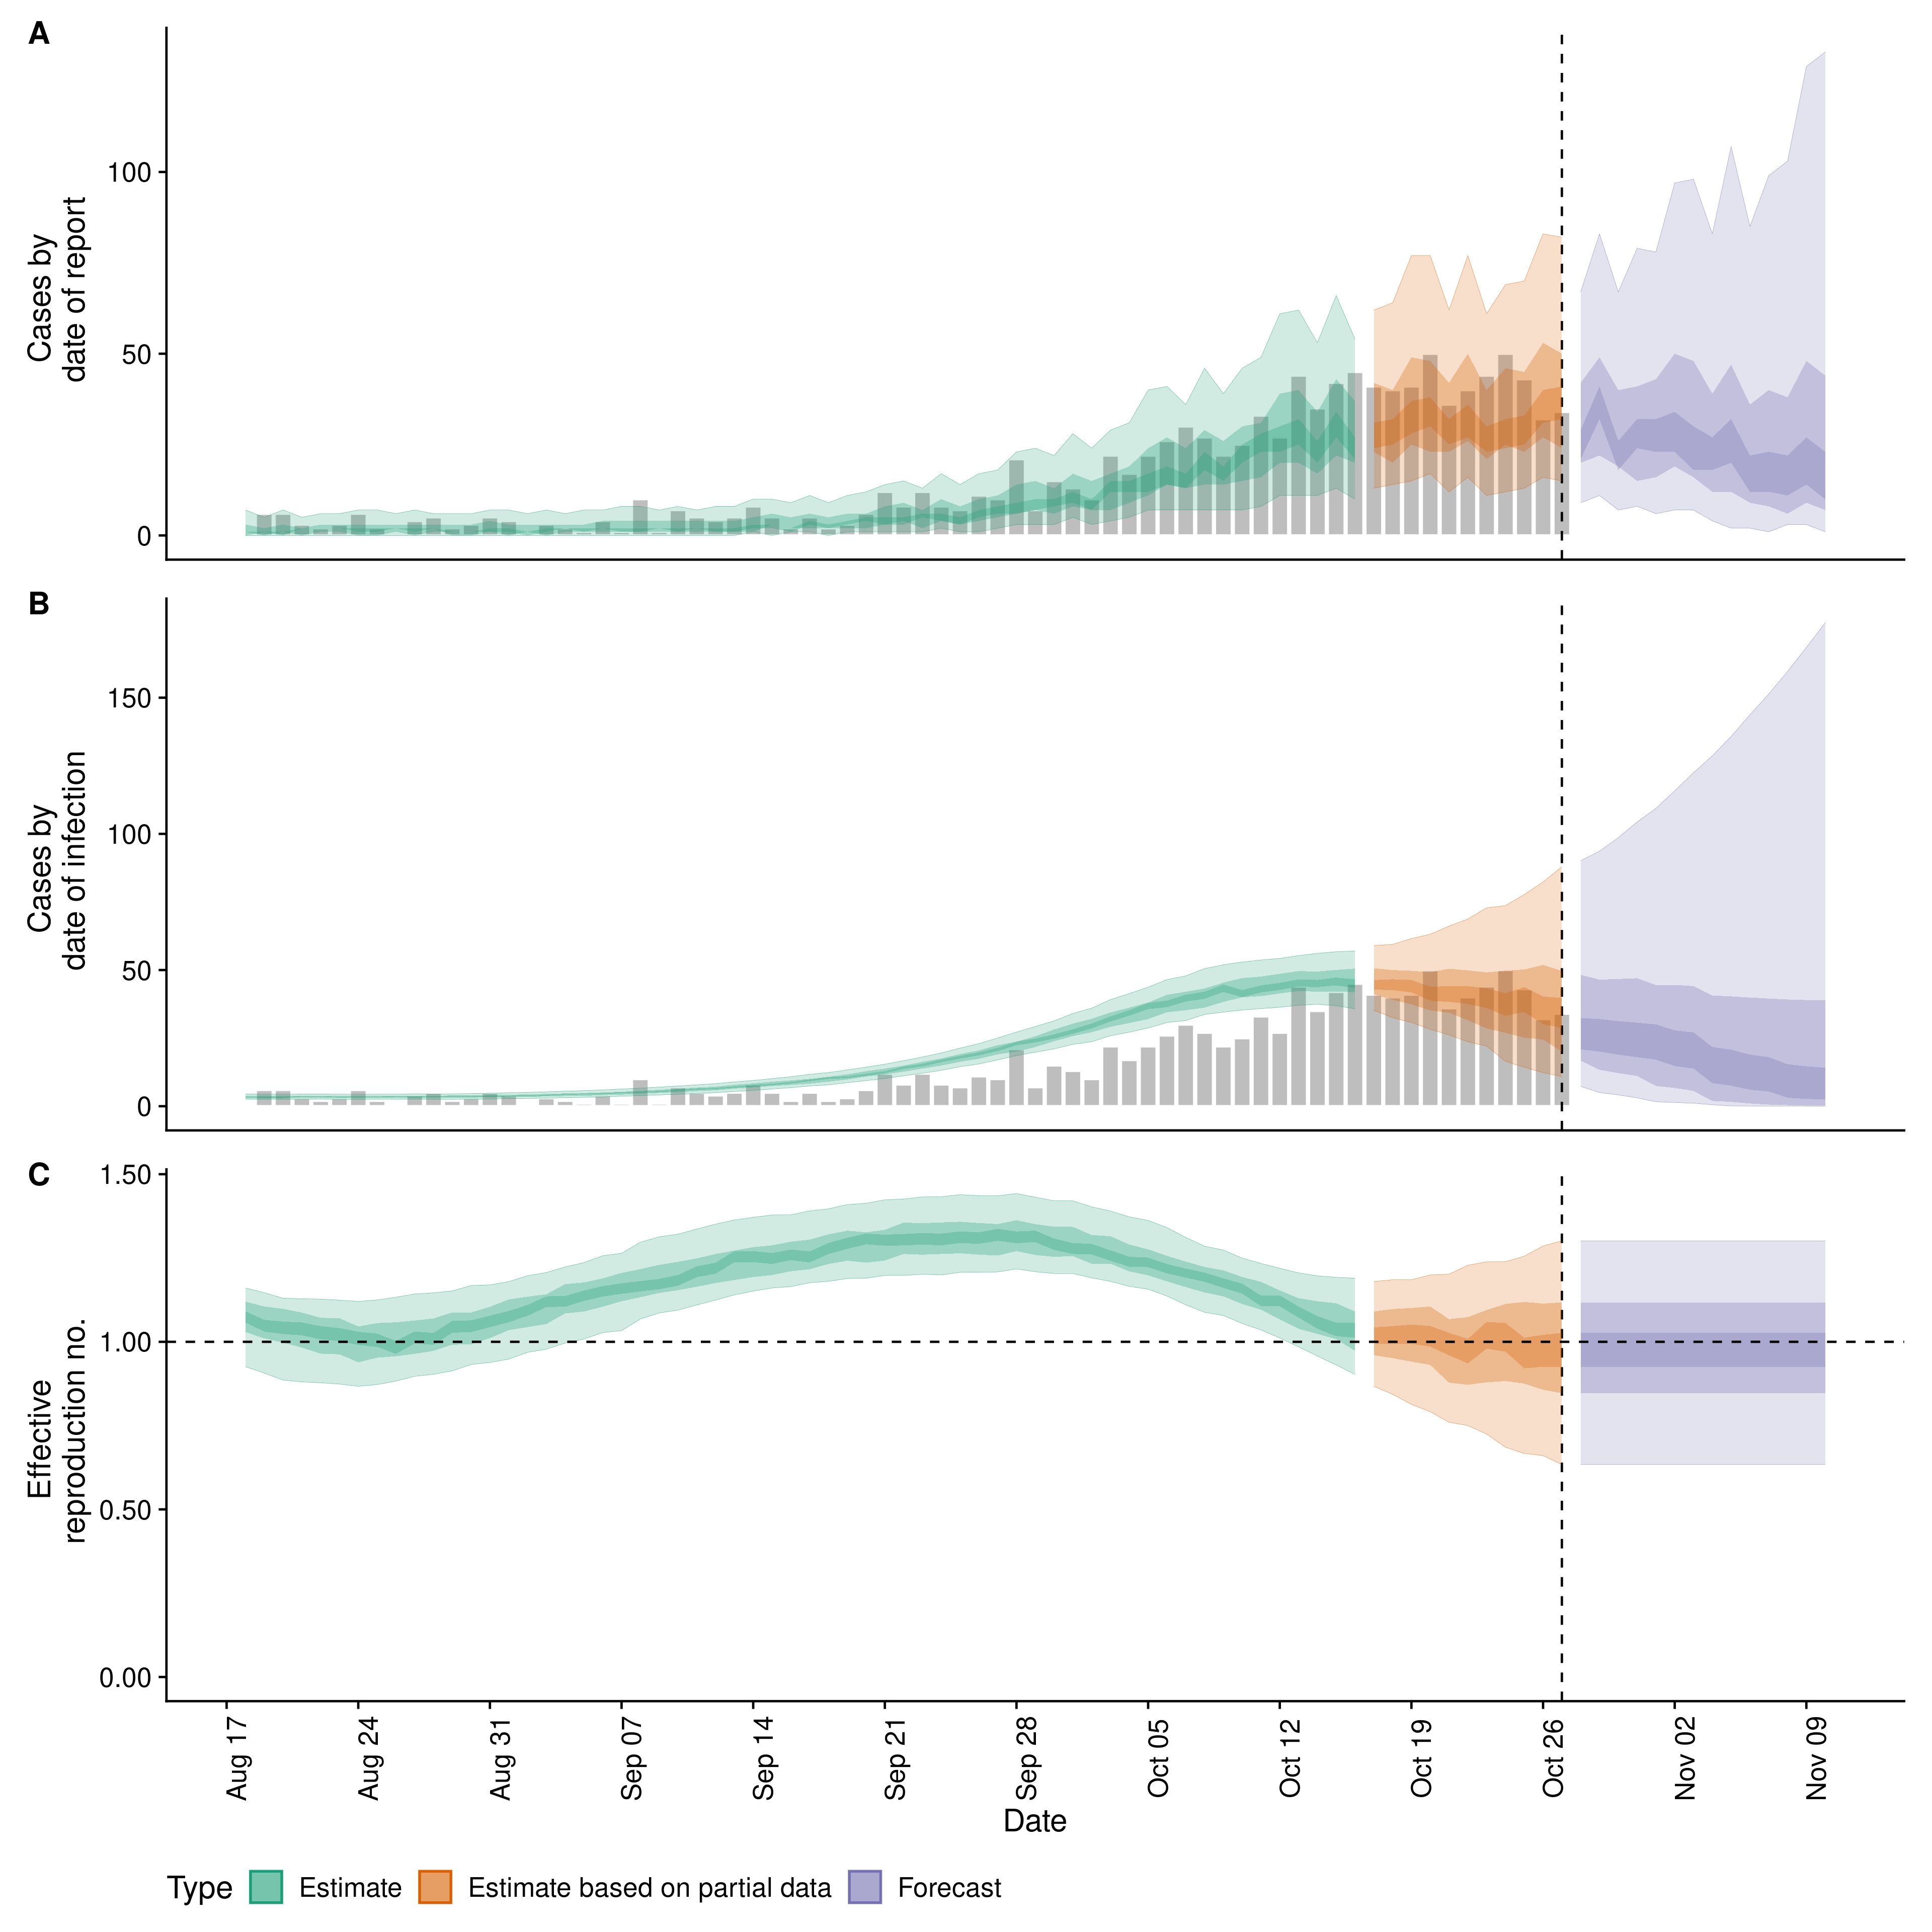 A
Cases by
date of report
100
50
0
B
Cases by
date of infection
150
100
50
0
C
Effective
reproduction no.
1.50
1.00
0.50
0.00
Aug 17
Aug 24
Aug 31
Sep 07
Sep 14
Sep 21
Sep 28
Oct 05
Oct 12
Oct 19
Oct 26
Nov 02
Nov 09
Date
Type Estimate Estimate based on partial data Forecast